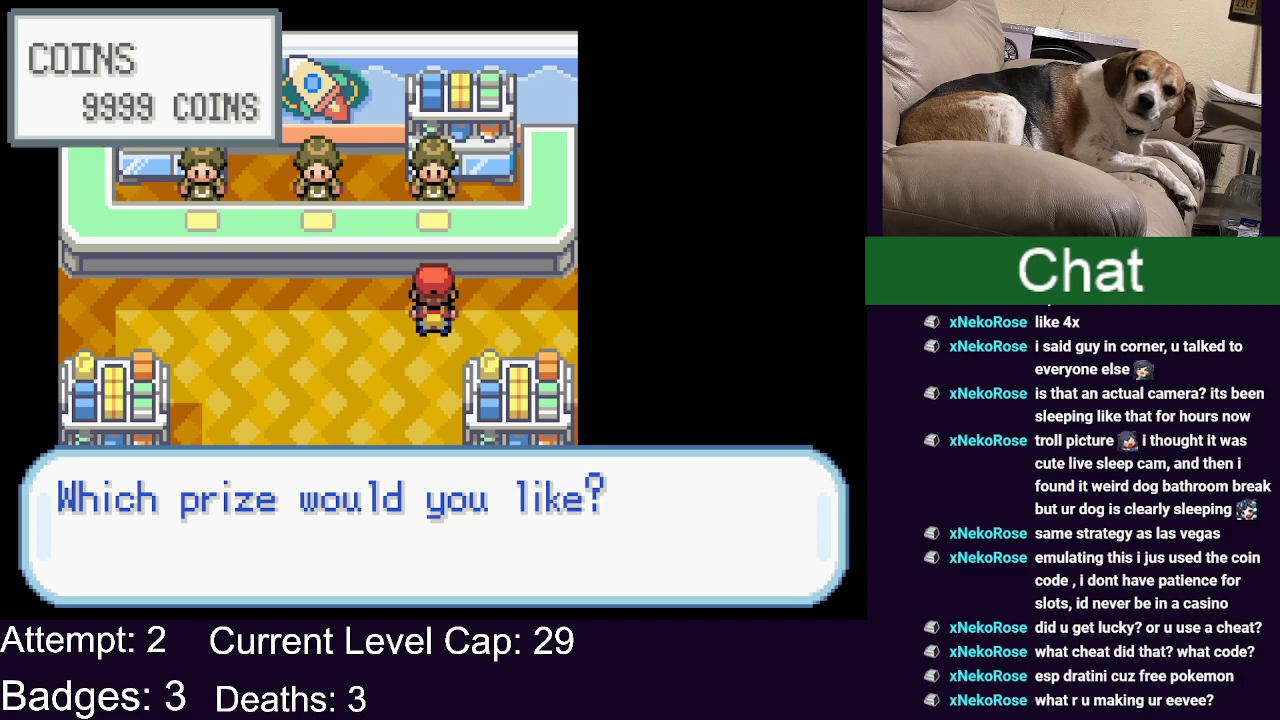 COINS
9999 COINS
Which prize would you like?
Chat
xNekoRose like 4x
xNekoRose i said guy in corner, u talked to
everyone else
xNekoRose is that an actual camera? its been
sleeping like that for hours now
xNekoRose troll picture i thought it was
cute live sleep cam, and then i
found it weird dog bathroom break
but ur dog is clearly sleeping
xNekoRose same strategy as las vegas
xNekoRose emulating this i jus used the coin
code , i dont have patience for
slots, id never be in a casino
xNekoRose did u get lucky? or u use a cheat?
xNekoRose what cheat did that? what code?
xNekoRose esp dratini cuz free pokemon
xNekoRose what r u making ur eevee?
Attempt: 2 Current Level Cap: 29
Badges: 3 Deaths: 3